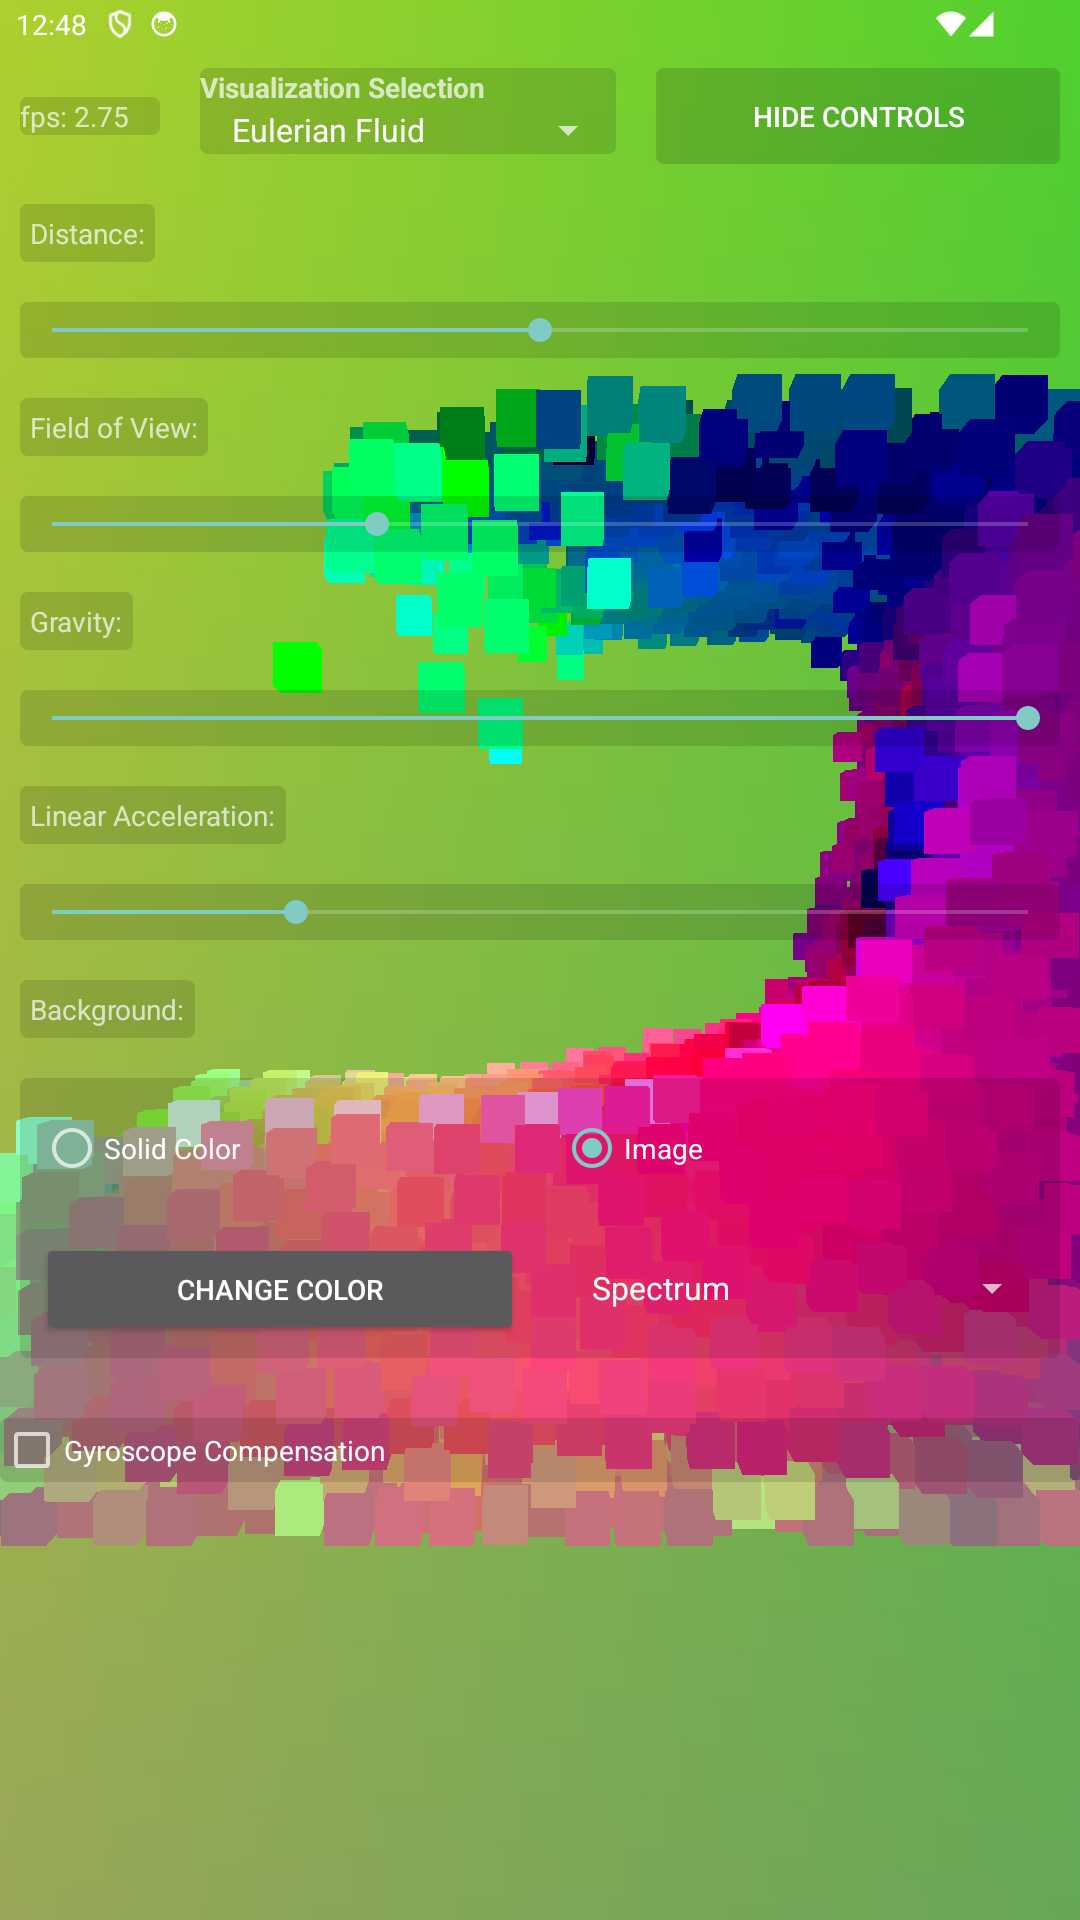 12:48
fps: 2.75
Visualization Selection
Eulerian Fluid
HIDE CONTROLS
Distance:
Field of View:
Gravity:
Linear Acceleration:
Background:
Solid Color
Image
CHANGE COLOR
Spectrum
Gyroscope Compensation